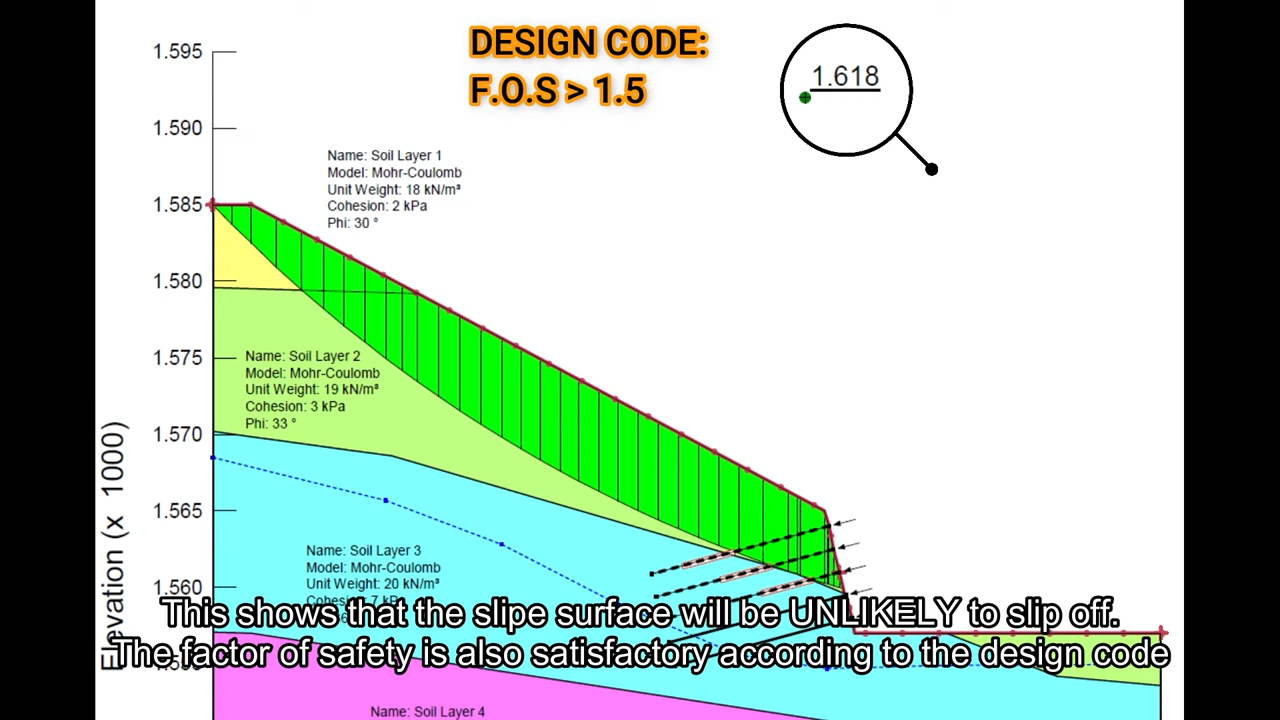 DESIGN CODE:
F.O.S > 1.5
1.618
1.595
1.590
1.585
1.580
1.575
1.570
1.565
1.560
Elevation (x 1000)
Name: Soil Layer 1
Model: Mohr-Coulomb
Unit Weight: 18 kN/m³
Cohesion: 2 kPa
Phi: 30 °
Name: Soil Layer 2
Model: Mohr-Coulomb
Unit Weight: 19 kN/m³
Cohesion: 3 kPa
Phi: 33 °
Name: Soil Layer 3
Model: Mohr-Coulomb
Unit Weight: 20 kN/m³
Cohesion: 7 kPa
This shows that the slipe surface will be UNLIKELY to slip off.
The factor of safety is also satisfactory according to the design code
Name: Soil Layer 4